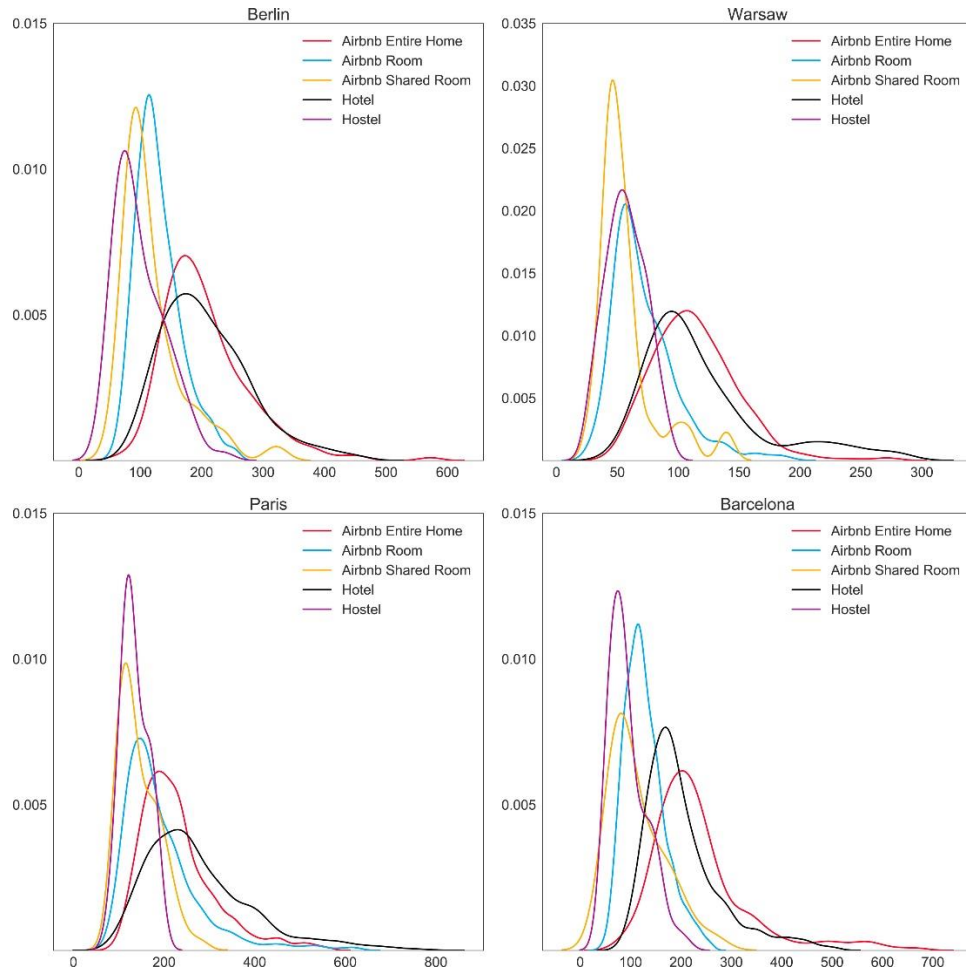 Berlin
0.015
0.010
0.005
Airbnb Entire Home
Airbnb Room
Airbnb Shared Room
Hotel
Hostel
0 100 200 300 400 500 600
Warsaw
0.035
0.030
0.025
0.020
0.015
0.010
0.005
Airbnb Entire Home
Airbnb Room
Airbnb Shared Room
Hotel
Hostel
0 50 100 150 200 250 300
Paris
0.015
0.010
0.005
Airbnb Entire Home
Airbnb Room
Airbnb Shared Room
Hotel
Hostel
0 200 400 600 800
Barcelona
0.015
0.010
0.005
Airbnb Entire Home
Airbnb Room
Airbnb Shared Room
Hotel
Hostel
0 100 200 300 400 500 600 700